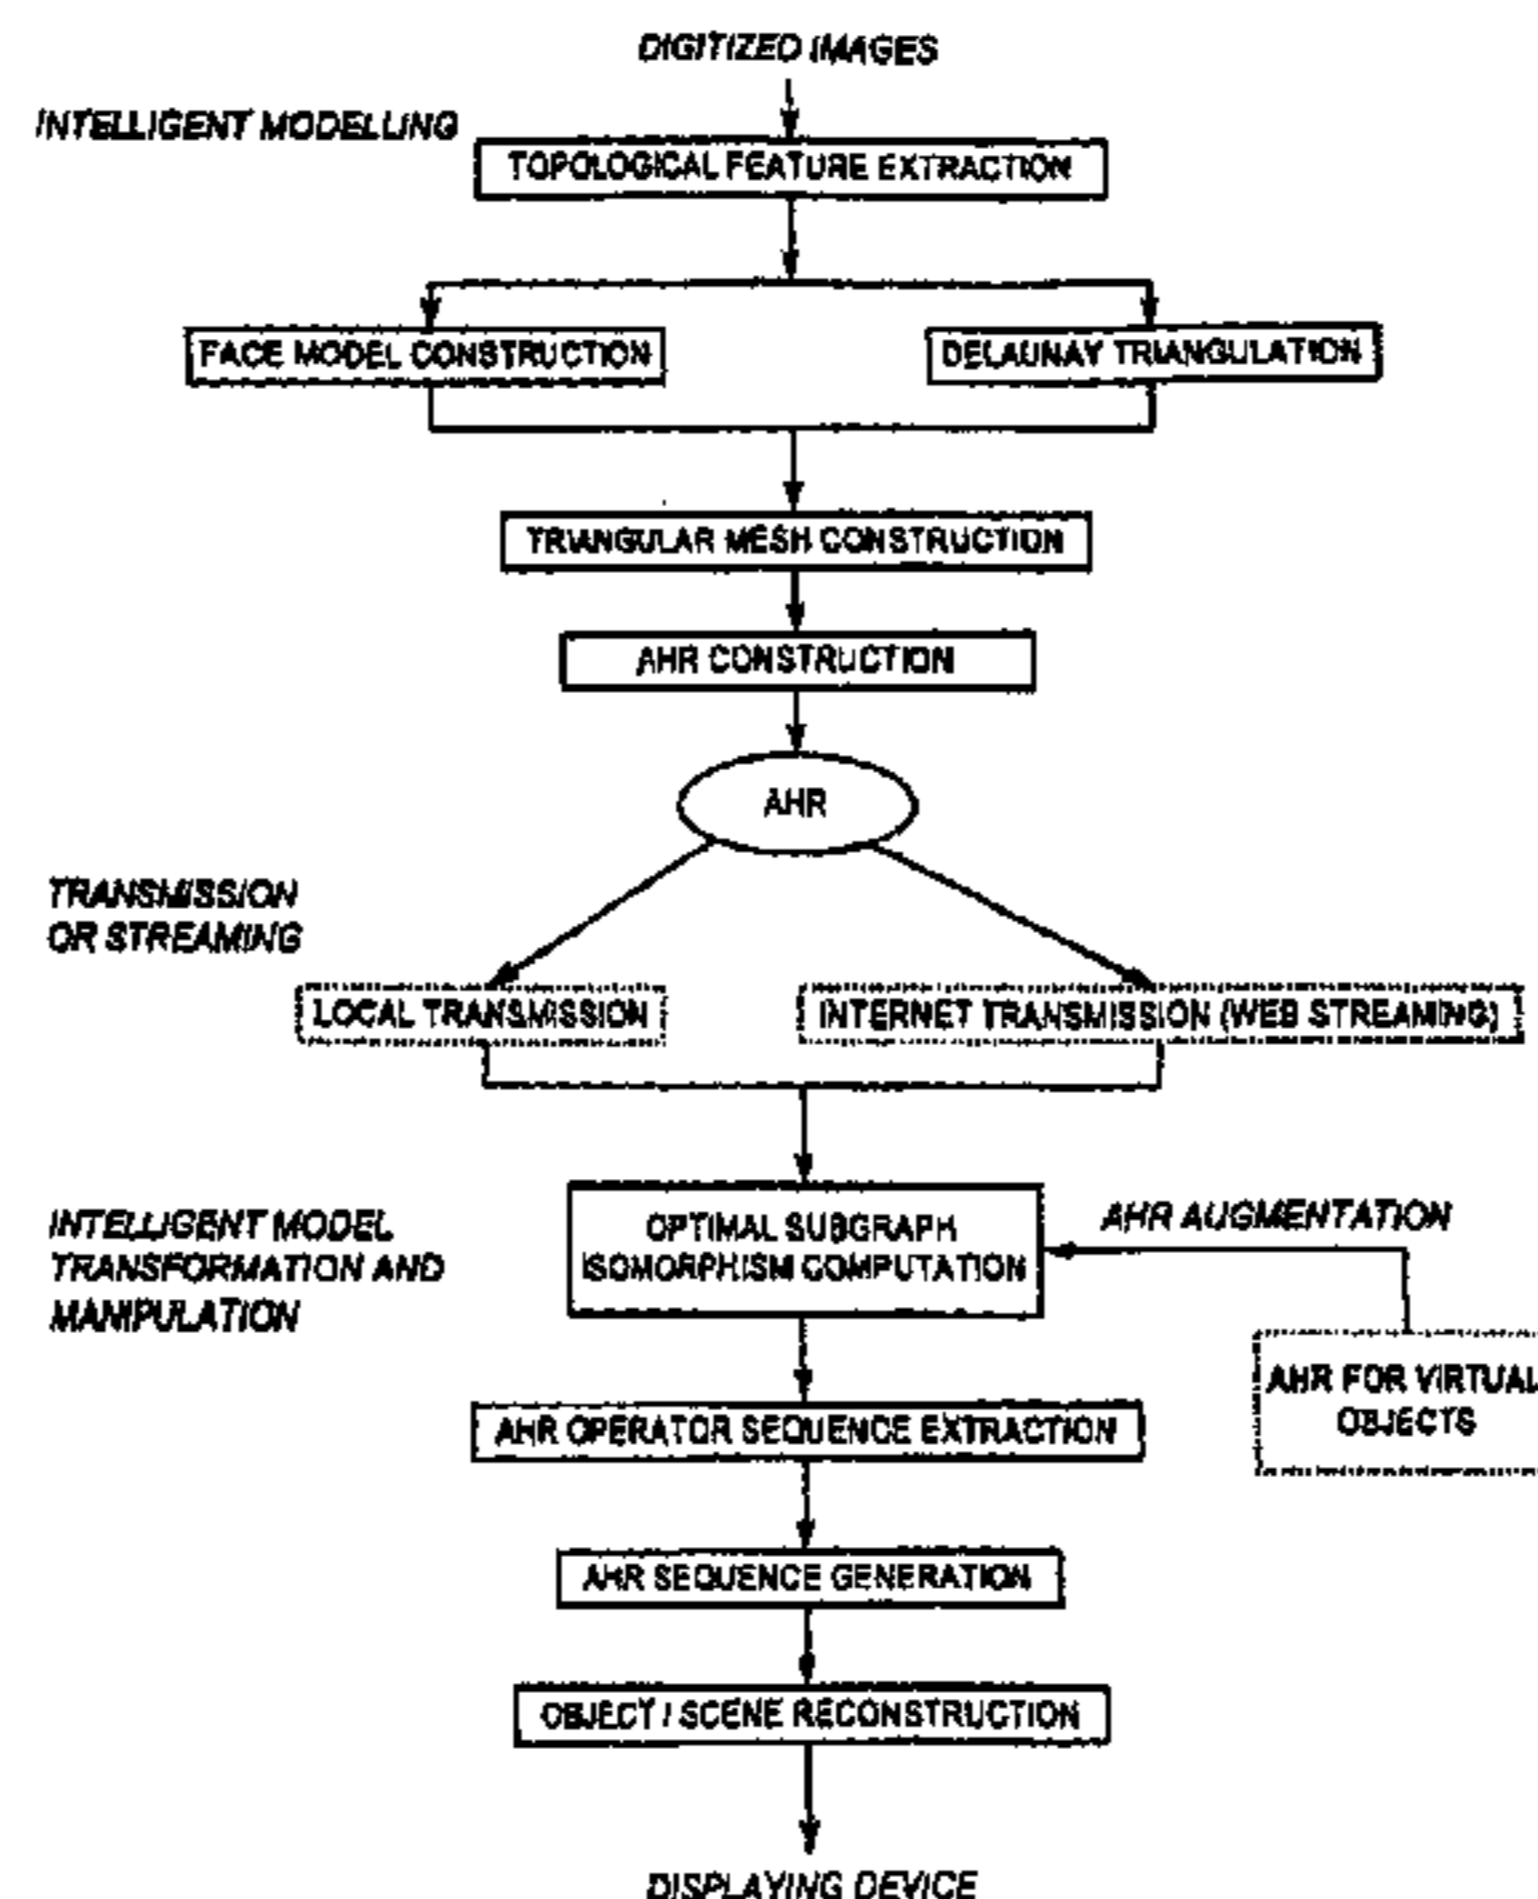 DIGITIZED IMAGES
INTELLIGENT MODELLING
TOPOLOGICAL FEATURE EXTRACTION
FACE MODEL CONSTRUCTION
DELAUNAY TRIANGULATION
TRIANGULAR MESH CONSTRUCTION
AHR CONSTRUCTION
AHR
TRANSMISSION
OR STREAMING
LOCAL TRANSMISSION
INTERNET TRANSMISSION (WEB STREAMING)
INTELLIGENT MODEL
TRANSFORMATION AND
MANIPULATION
OPTIMAL SUBGRAPH
ISOMORPHISM COMPUTATION
AHR AUGMENTATION
AHR FOR VIRTUAL
OBJECTS
AHR OPERATOR SEQUENCE EXTRACTION
AHR SEQUENCE GENERATION
OBJECT / SCENE RECONSTRUCTION
DISPLAYING DEVICE